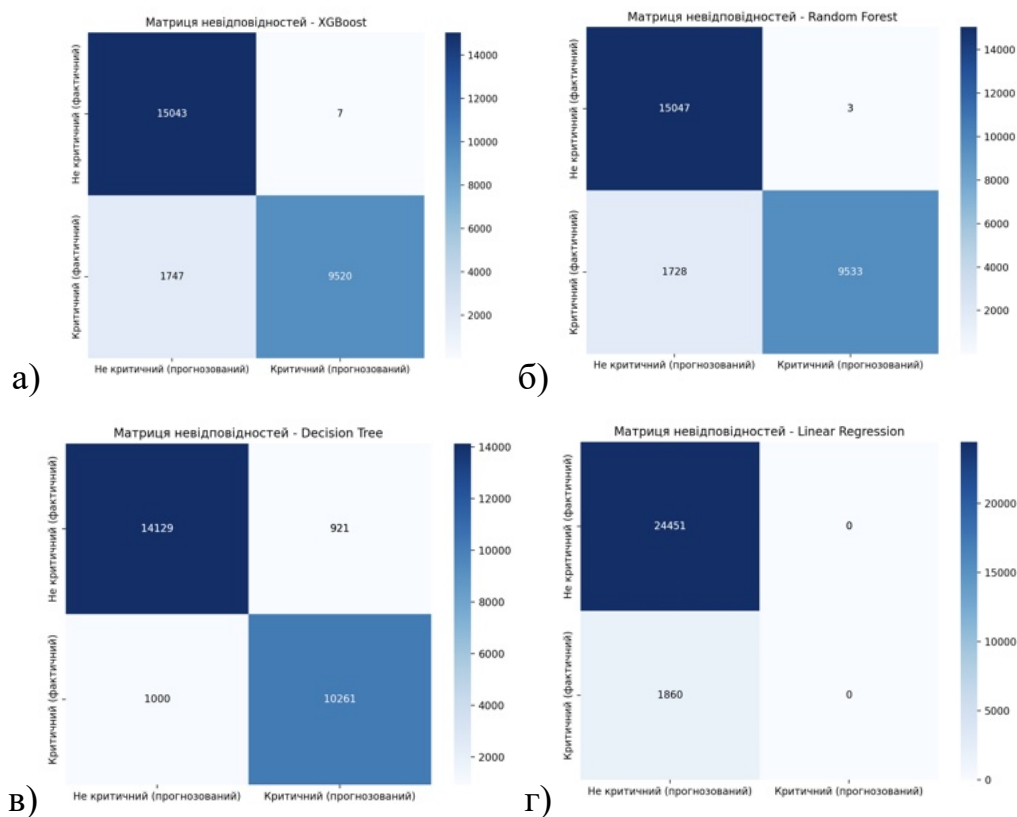 Матриця невідповідностей - XGBoost
Не критичний (фактичний)
Критичний (фактичний)
15043
7
1747
9520
14000
12000
10000
8000
6000
4000
2000
Не критичний (прогнозований)
Критичний (прогнозований)
а)
Матриця невідповідностей - Random Forest
Не критичний (фактичний)
Критичний (фактичний)
15047
3
1728
9533
14000
12000
10000
8000
6000
4000
2000
Не критичний (прогнозований)
Критичний (прогнозований)
б)
Матриця невідповідностей - Decision Tree
Не критичний (фактичний)
Критичний (фактичний)
14129
921
1000
10261
14000
12000
10000
8000
6000
4000
2000
Не критичний (прогнозований)
Критичний (прогнозований)
в)
Матриця невідповідностей - Linear Regression
Не критичний (фактичний)
Критичний (фактичний)
24451
0
1860
0
20000
15000
10000
5000
0
Не критичний (прогнозований)
Критичний (прогнозований)
г)